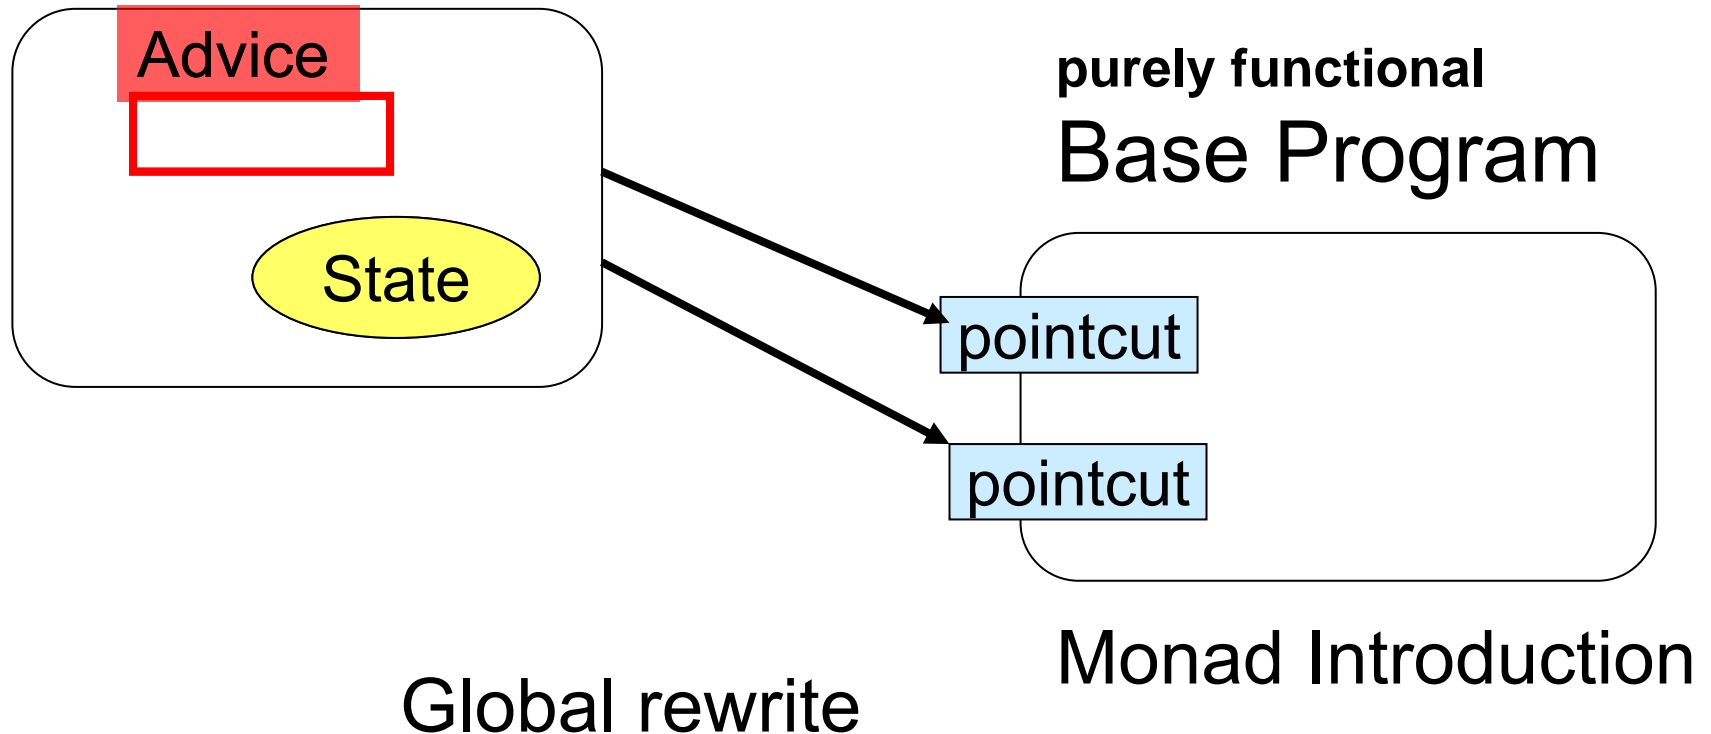 Advice
State
purely functional
Base Program
pointcut
pointcut
Monad Introduction
Global rewrite